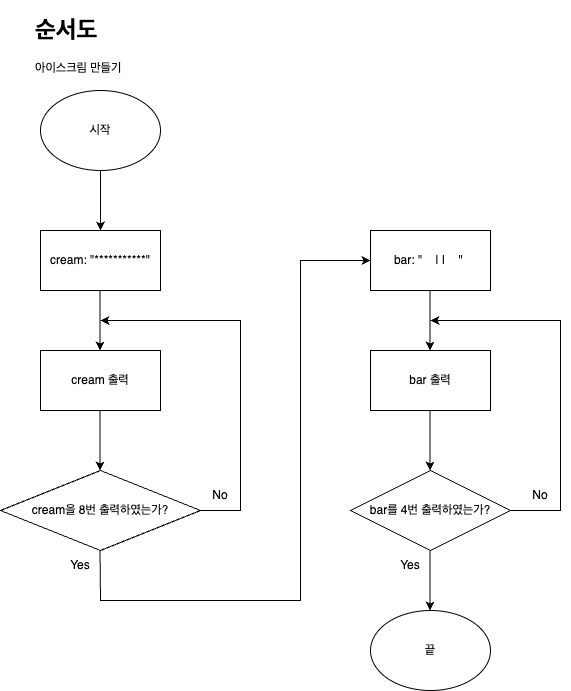 순서도
아이스크림 만들기
시작
cream: "***********"
cream 출력
cream을 8번 출력하였는가?
No
Yes
bar: "    l l    "
bar 출력
bar를 4번 출력하였는가?
No
Yes
끝